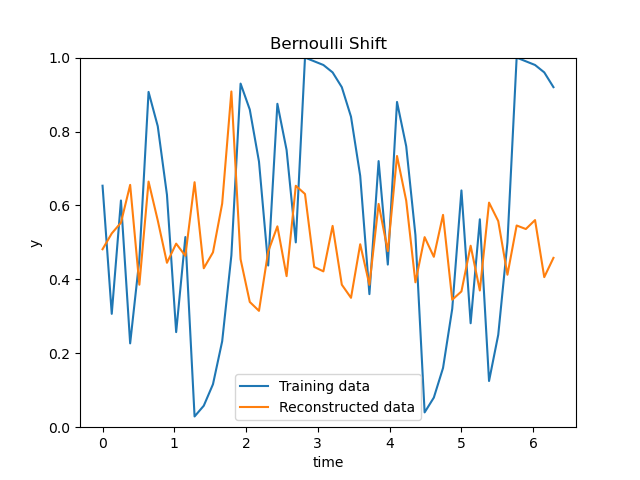 Bernoulli Shift
1.0
0.8
0.6
0.4
0.2
0.0
y
0 1 2 3 4 5 6
time
Training data
Reconstructed data